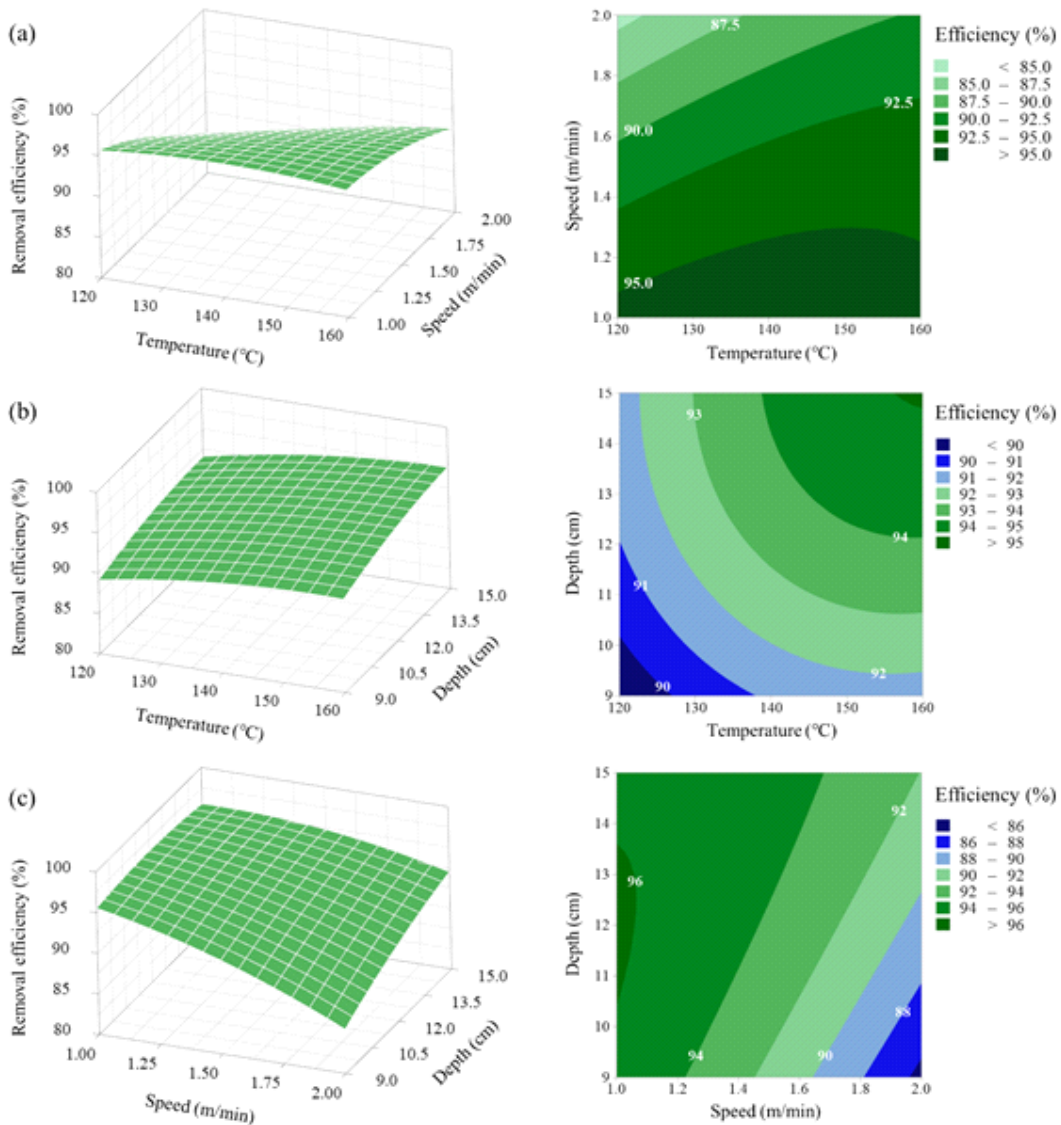 (a)
Removal efficiency (%)
100
95
90
85
80
120
130
140
150
160
Temperature (°C)
1.00
1.25
1.50
1.75
2.00
Speed (m/min)
2.0
1.8
1.6
1.4
1.2
1.0
Speed (m/min)
87.5
90.0
92.5
95.0
120
130
140
150
160
Temperature (°C)
Efficiency (%)
< 85.0
85.0 – 87.5
87.5 – 90.0
90.0 – 92.5
92.5 – 95.0
> 95.0
(b)
Removal efficiency (%)
100
95
90
85
80
120
130
140
150
160
Temperature (°C)
9.0
10.5
12.0
13.5
15.0
Depth (cm)
15
14
13
12
11
10
9
Depth (cm)
93
94
91
92
90
120
130
140
150
160
Temperature (°C)
Efficiency (%)
< 90
90 – 91
91 – 92
92 – 93
93 – 94
94 – 95
> 95
(c)
Removal efficiency (%)
100
95
90
85
80
1.00
1.25
1.50
1.75
2.00
Speed (m/min)
9.0
10.5
12.0
13.5
15.0
Depth (cm)
15
14
13
12
11
10
9
Depth (cm)
92
96
88
94
90
1.0
1.2
1.4
1.6
1.8
2.0
Speed (m/min)
Efficiency (%)
< 86
86 – 88
88 – 90
90 – 92
92 – 94
94 – 96
> 96